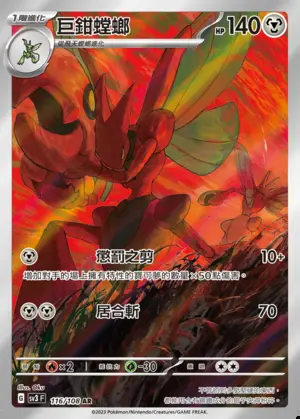 1階進化
巨鉗螳螂
HP 140
從飛天螳螂進化
懲罰之剪 10+
增加對手的場上擁有特性的寶可夢的數量×50點傷害。
居合斬 70
Illus. Oku
×2 -30
G SV3 F 116/108 AR
©2023 Pokémon/Nintendo/Creatures/GAME FREAK.